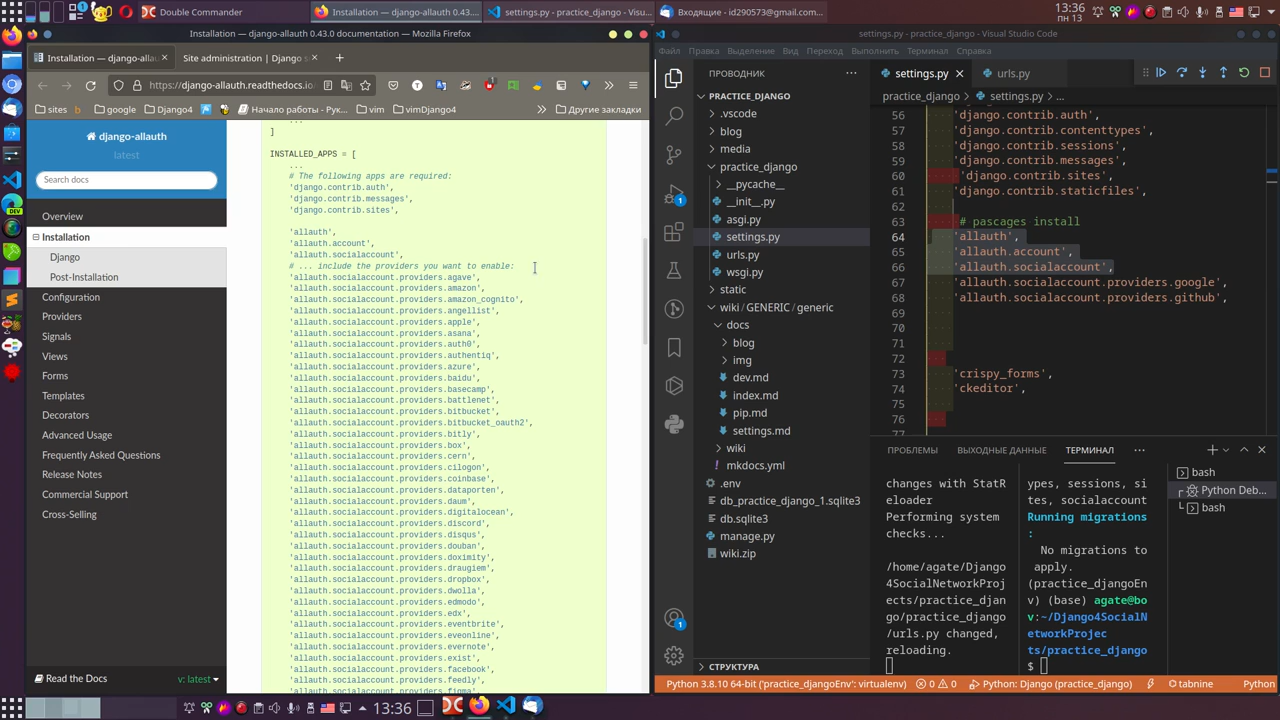 Double Commander
Installation — django-allauth 0.43....
settings.py - practice_django - Visu...
Входящие - id290573@gmail.com...
13:36
пн 13
Installation — django-allauth 0.43.0 documentation — Mozilla Firefox
settings.py - practice_django - Visual Studio Code
Installation — django-allau
Site administration | Django s
https://django-allauth.readthedocs.io
sites
google
Django4
Начало работы - Рук...
vim
vimDjango4
Другие закладки
django-allauth
latest
Search docs
Overview
Installation
Django
Post-Installation
Configuration
Providers
Signals
Views
Forms
Templates
Decorators
Advanced Usage
Frequently Asked Questions
Release Notes
Commercial Support
Cross-Selling
Read the Docs
v: latest
...
]
INSTALLED_APPS = [
...
# The following apps are required:
'django.contrib.auth',
'django.contrib.messages',
'django.contrib.sites',
'allauth',
'allauth.account',
'allauth.socialaccount',
# ... include the providers you want to enable:
'allauth.socialaccount.providers.agave',
'allauth.socialaccount.providers.amazon',
'allauth.socialaccount.providers.amazon_cognito',
'allauth.socialaccount.providers.angellist',
'allauth.socialaccount.providers.apple',
'allauth.socialaccount.providers.asana',
'allauth.socialaccount.providers.auth0',
'allauth.socialaccount.providers.authentiq',
'allauth.socialaccount.providers.azure',
'allauth.socialaccount.providers.baidu',
'allauth.socialaccount.providers.basecamp',
'allauth.socialaccount.providers.battlenet',
'allauth.socialaccount.providers.bitbucket',
'allauth.socialaccount.providers.bitbucket_oauth2',
'allauth.socialaccount.providers.bitly',
'allauth.socialaccount.providers.box',
'allauth.socialaccount.providers.cern',
'allauth.socialaccount.providers.cilogon',
'allauth.socialaccount.providers.coinbase',
'allauth.socialaccount.providers.dataporten',
'allauth.socialaccount.providers.daum',
'allauth.socialaccount.providers.digitalocean',
'allauth.socialaccount.providers.discord',
'allauth.socialaccount.providers.disqus',
'allauth.socialaccount.providers.douban',
'allauth.socialaccount.providers.doximity',
'allauth.socialaccount.providers.draugiem',
'allauth.socialaccount.providers.dropbox',
'allauth.socialaccount.providers.dwolla',
'allauth.socialaccount.providers.edmodo',
'allauth.socialaccount.providers.edx',
'allauth.socialaccount.providers.eventbrite',
'allauth.socialaccount.providers.eveonline',
'allauth.socialaccount.providers.evernote',
'allauth.socialaccount.providers.exist',
'allauth.socialaccount.providers.facebook',
'allauth.socialaccount.providers.feedly',
'allauth.socialaccount.providers.figma',
Файл Правка Выделение Вид Переход Выполнить Терминал Справка
ПРОВОДНИК
PRACTICE_DJANGO
.vscode
blog
media
practice_django
__pycache__
__init__.py
asgi.py
settings.py
urls.py
wsgi.py
static
wiki / GENERIC / generic
docs
blog
img
dev.md
index.md
pip.md
settings.md
wiki
mkdocs.yml
.env
db_practice_django_1.sqlite3
db.sqlite3
manage.py
wiki.zip
СТРУКТУРА
settings.py
urls.py
practice_django > settings.py > ...
56 'django.contrib.auth',
57 'django.contrib.contenttypes',
58 'django.contrib.sessions',
59 'django.contrib.messages',
60 'django.contrib.sites',
61 'django.contrib.staticfiles',
62
63 # pascages install
64 'allauth',
65 'allauth.account',
66 'allauth.socialaccount',
67 'allauth.socialaccount.providers.google',
68 'allauth.socialaccount.providers.github',
69
70
71
72
73 'crispy_forms',
74 'ckeditor',
75
76
77
ПРОБЛЕМЫ
ВЫХОДНЫЕ ДАННЫЕ
ТЕРМИНАЛ
changes with StatR
eloader
Performing system
checks...
/home/agate/Django
4SocialNetworkProj
ects/practice_djan
go/practice_django
/urls.py changed,
reloading.
ypes, sessions, si
tes, socialaccount
Running migrations
:
No migrations to
apply.
(practice_djangoEn
v) (base) agate@bo
v:~/Django4SocialN
etworkProjec
ts/practice_django
$
bash
Python Deb...
bash
1
1
Python 3.8.10 64-bit ('practice_djangoEnv': virtualenv)
0
0
Python: Django (practice_django)
tabnine
Python
13:36